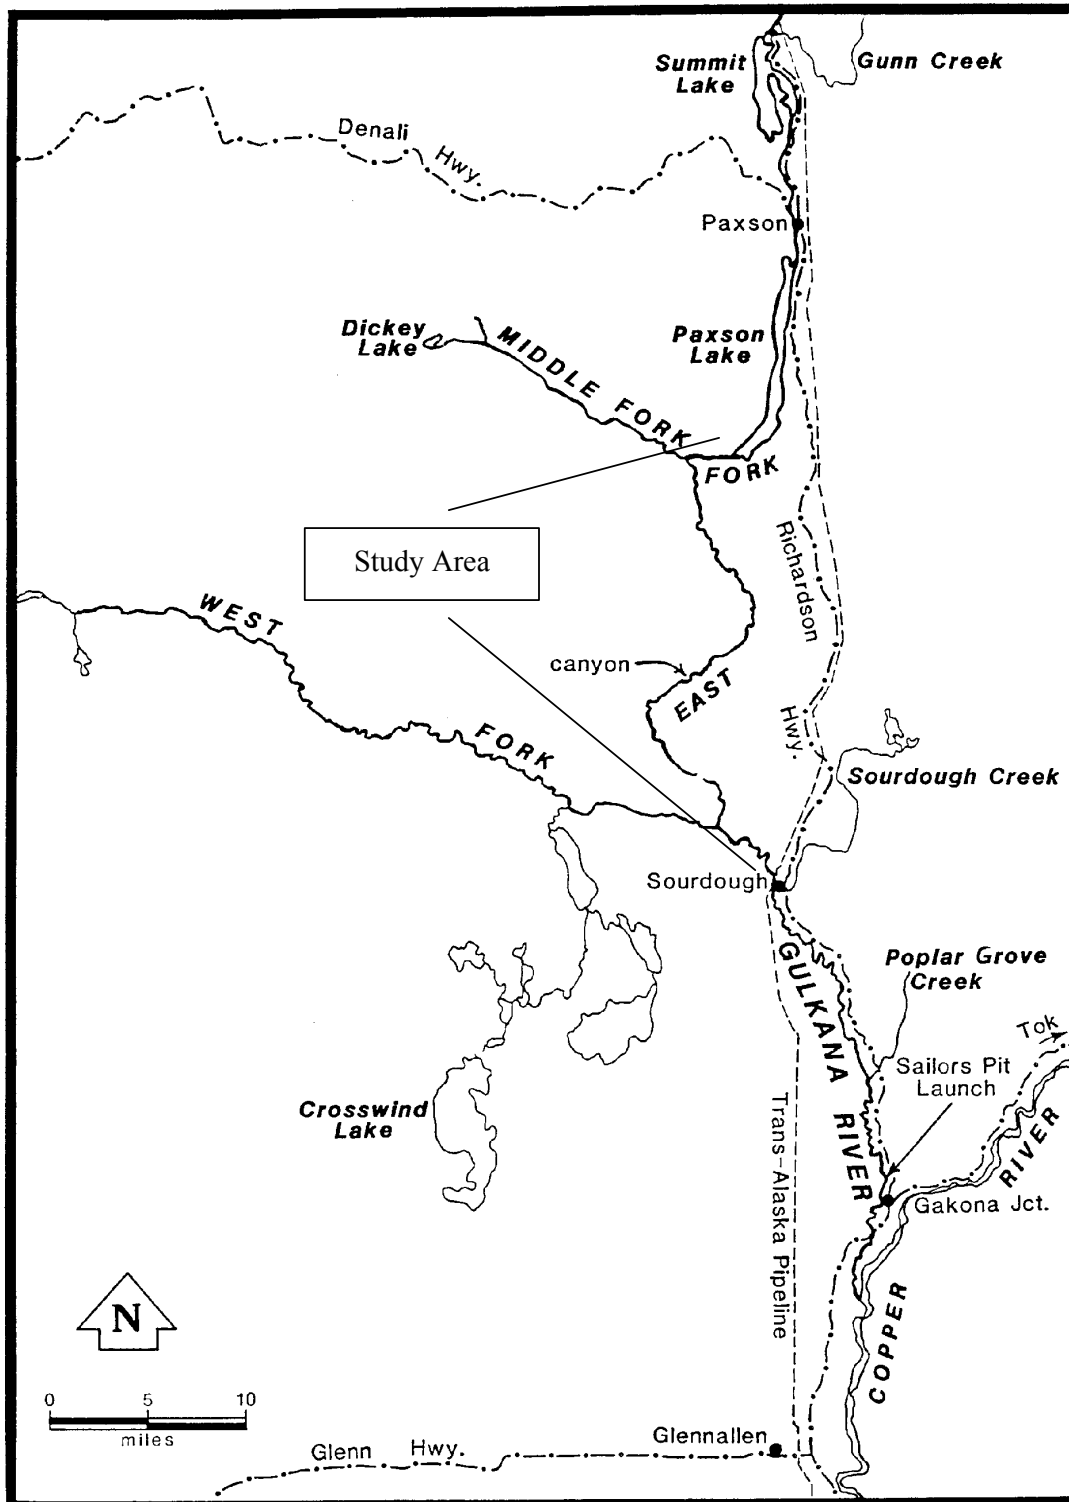 Summit
Lake
Gunn Creek
Denali
Hwy.
Paxson
Dickey
Lake
MIDDLE FORK
Paxson
Lake
FORK
Richardson
Hwy.
Study Area
WEST
FORK
canyon
EAST
Sourdough Creek
Sourdough
GULKANA RIVER
Poplar Grove
Creek
Tok
Sailors Pit
Launch
Crosswind
Lake
Trans-Alaska Pipeline
RIVER
Gakona Jct.
COPPER
N
0 5 10
miles
Glennallen
Glenn Hwy.